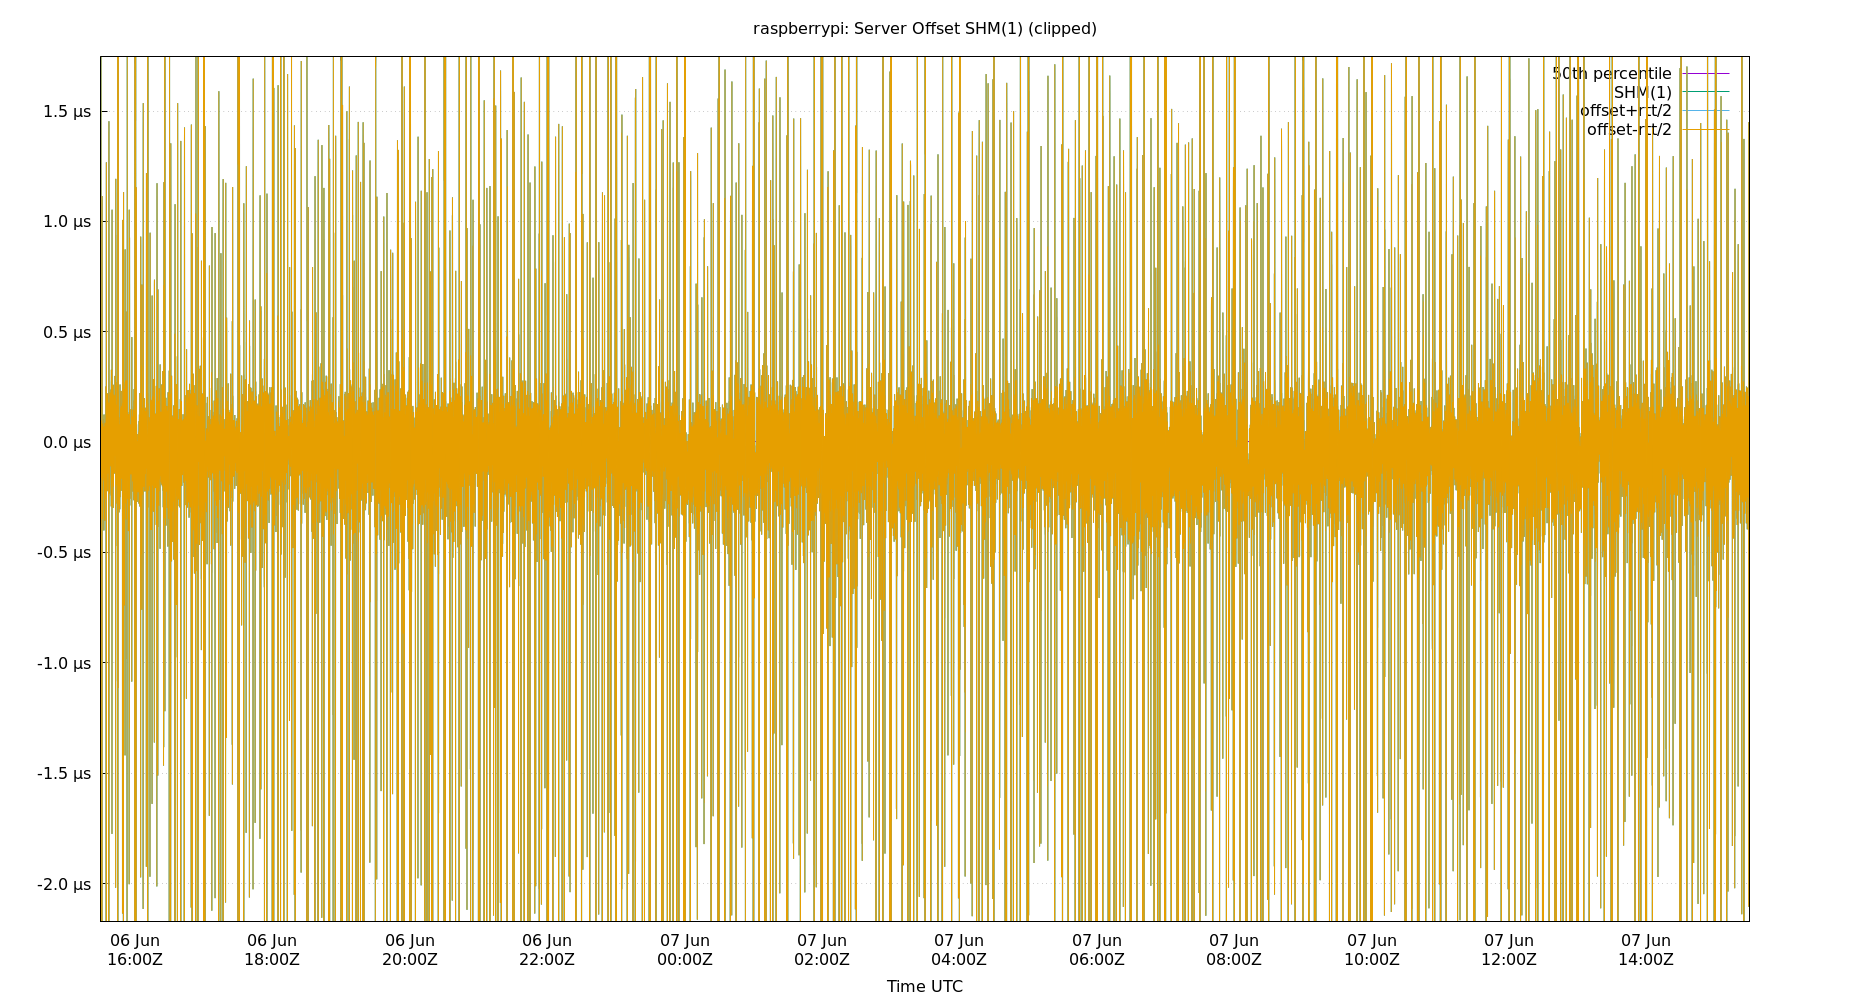 raspberrypi: Server Offset SHM(1) (clipped)
50th percentile
SHM(1)
offset+rtt/2
offset-rtt/2
1.5 µs
1.0 µs
0.5 µs
0.0 µs
-0.5 µs
-1.0 µs
-1.5 µs
-2.0 µs
06 Jun 06 Jun 06 Jun 06 Jun 07 Jun 07 Jun 07 Jun 07 Jun 07 Jun 07 Jun 07 Jun 07 Jun
16:00Z 18:00Z 20:00Z 22:00Z 00:00Z 02:00Z 04:00Z 06:00Z 08:00Z 10:00Z 12:00Z 14:00Z
Time UTC